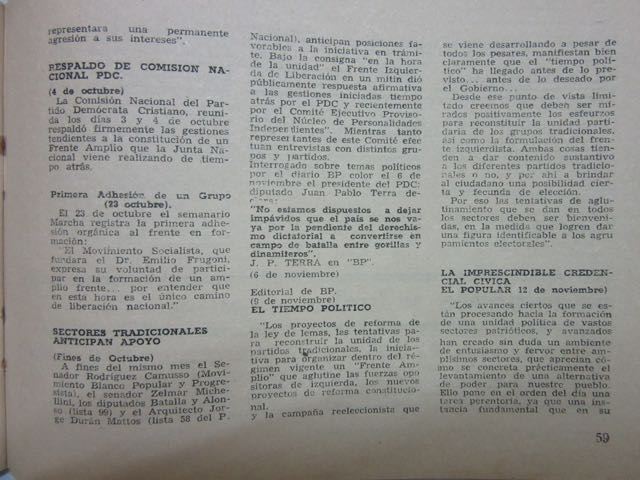 representara una permanente
agresión a sus intereses".
RESPALDO DE COMISION NA-
CIONAL PDC.
(4 de octubre)
La Comisión Nacional del Par-
tido Demócrata Cristiano, reuni-
da los días 3 y 4 de octubre
respaldó firmemente las gestiones
tendientes a la constitución de un
Frente Amplio que la Junta Na-
cional viene realizando de tiem-
po atrás.
Primera Adhesión de un Grupo
(23 octubre).
El 23 de octubre el semanario
Marcha registra la primera adhe-
sión orgánica al frente en for-
mación:
"El Movimiento Socialista, que
fundara el Dr. Emilio Frugoni,
expresa su voluntad de partici-
par en la formación de un am-
plio frente... por entender que
en esta hora es el único camino
de liberación nacional."
SECTORES TRADICIONALES
ANTICIPAN APOYO
(Fines de Octubre)
A fines del mismo mes el Se-
nador Rodríguez Camusso (Movi-
miento Blanco Popular y Progre-
sista), el senador Zelmar Miche-
llini, los diputados Batalla y Alon-
so (lista 99) y el Arquitecto Jor-
ge Durán Mattos (lista 58 del P.
Nacional), anticipan posiciones fa-
vorables a la iniciativa en trámi-
te. Bajo la consigna "en la hora
de la unidad" el Frente Izquier-
da de Liberación en un mitin dió
públicamente respuesta afirmativa
a las gestiones iniciadas tiempo
atrás por el PDC y recientemente
por el Comité Ejecutivo Proviso-
rio del Núcleo de Personalidades
Independientes". Mientras tanto
representantes de este Comité efec-
tuan entrevistas con distintos gru-
pos y partidos.
Interrogado sobre temas políticos
por el diario BP color el 6 de
noviembre el presidente del PDC:
diputado Juan Pablo Terra de-
"No estamos dispuestos a dejar
impávidos que el país se nos va-
ya por la pendiente del derechis-
mo dictatorial a convertirse en
campo de batalla entre gorillas y
dinamiteros".
J. P. TERRA en "BP".
(6 de noviembre)
Editorial de BP.
(9 de noviembre)
EL TIEMPO POLITICO
"Los proyectos de reforma de
la ley de lemas, las tentativas pa-
ra reconstruir la unidad de los
partidos tradicionales, la inicia-
tiva para organizar dentro del ré-
gimen vigente un "Frente Am-
plio" que aglutine las fuerzas opo
sitoras de izquierda, los nuevos
proyectos de reforma constitucio-
nal,
y la campaña reeleccionista que
se viene desarrollando a pesar de
todos los pesares, manifiestan bien
claramente que el "tiempo polí-
tico" ha llegado antes de lo pre-
visto... antes de lo deseado por
el Gobierno...
Desde ese punto de vista limi
tado creemos que deben ser mi-
rados positivamente los esfuerzos
para reconstituir la unidad parti-
daria de los grupos tradicionales,
así como la formulación del fren-
te izquierdista. Ambas cosas tien-
den a dar contenido sustantivo
a los diferentes partidos tradicio-
nales o no, y por ahí a brindar
al ciudadano una posibilidad cier-
ta y fecunda de elección.
Por eso las tentativas de aglu-
tinamiento que se dan en todos
los sectores deben ser bienveni-
das, en la medida que logren dar
una figura identificable a los agru
pamientos electorales".
LA IMPRESCINDIBLE CREDEN-
CIAL CIVICA
EL POPULAR 12 de noviembre)
"Los avances ciertos que se es-
tán procesando hacia la formación
de una unidad política de vastos
sectores patrióticos, y avanzados
han creado sin duda un ambiente
de entusiasmo y fervor entre am-
plísimos sectores, que aprecian có-
mo se concreta prácticamente el
levantamiento de una alternativa
de poder para nuestro pueblo.
Ello pone en el orden del día una
tarea perentoria, ya que una ins-
tancia fundamental que en su
59